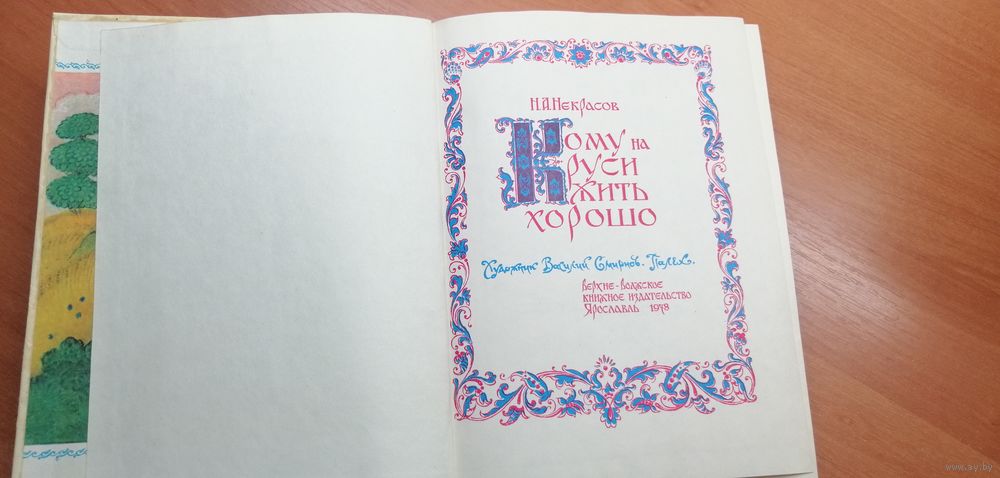 Н.А.Некрасов
Кому на
Руси
жить
хорошо
Художник Василий Смирнов. Палех.
Верхне-Волжское
книжное издательство
Ярославль 1978
www.ay.by